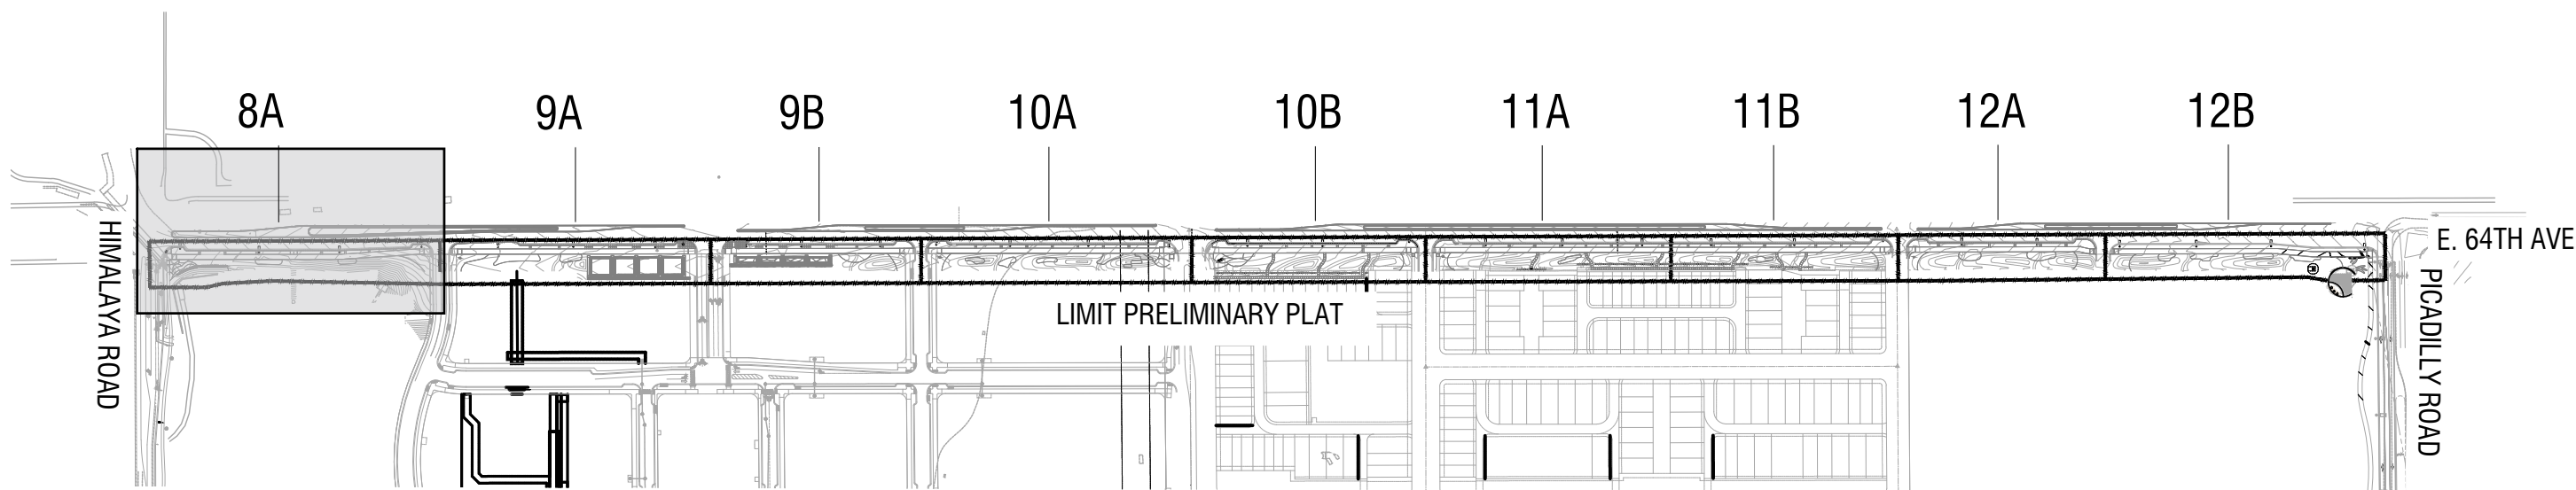 8A
9A
9B
10A
10B
11A
11B
12A
12B
HIMALAYA ROAD
E. 64TH AVE
LIMIT PRELIMINARY PLAT
PICADILLY ROAD